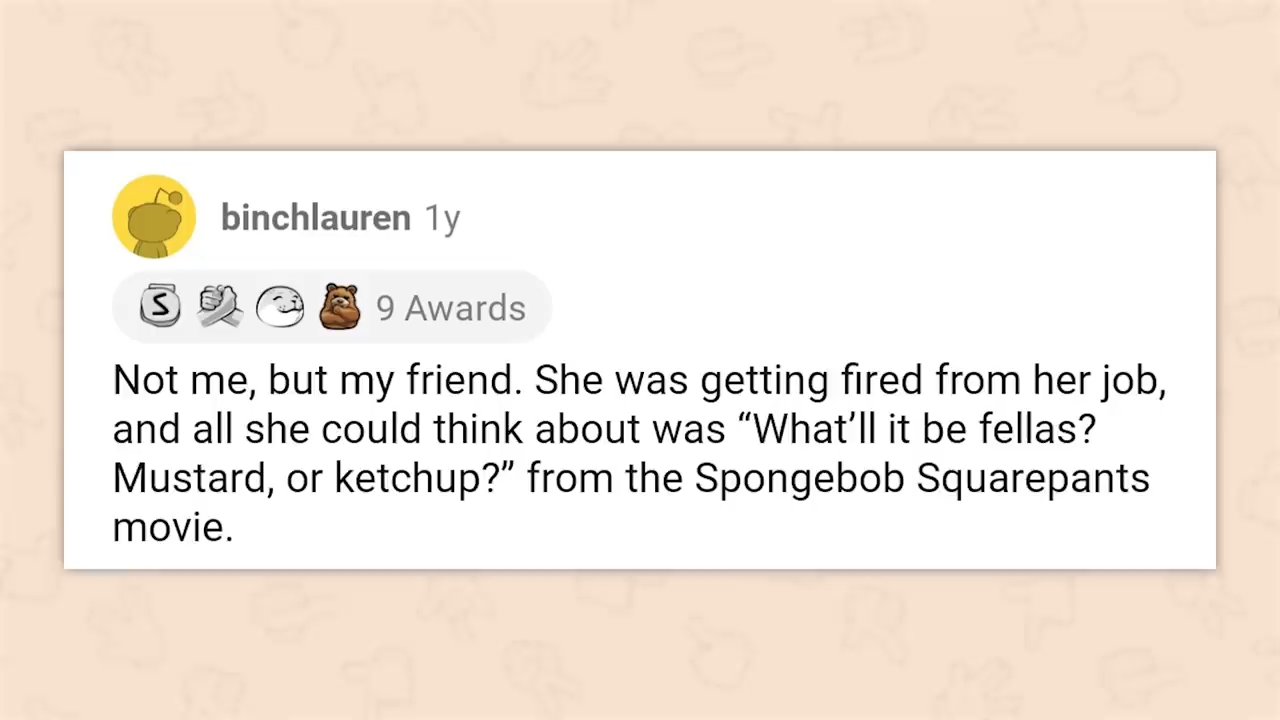 binchlauren 1y
S 9 Awards
Not me, but my friend. She was getting fired from her job,
and all she could think about was “What’ll it be fellas?
Mustard, or ketchup?” from the Spongebob Squarepants
movie.